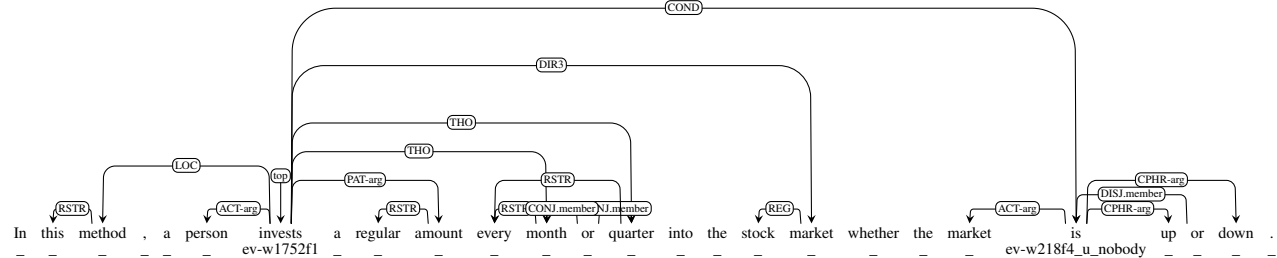 COND
DIR3
THO
THO
LOC top PAT-arg RSTR CPHR-arg
DISJ.member
RSTR ACT-arg RSTR CONJ.member NJ.member REG ACT-arg CPHR-arg
In this method , a person invests a regular amount every month or quarter into the stock market whether the market is up or down .
_ _ _ _ _ _ ev-w1752f1 _ _ _ _ _ _ _ _ _ _ _ _ _ _ ev-w218f4_u_nobody _ _ _ _